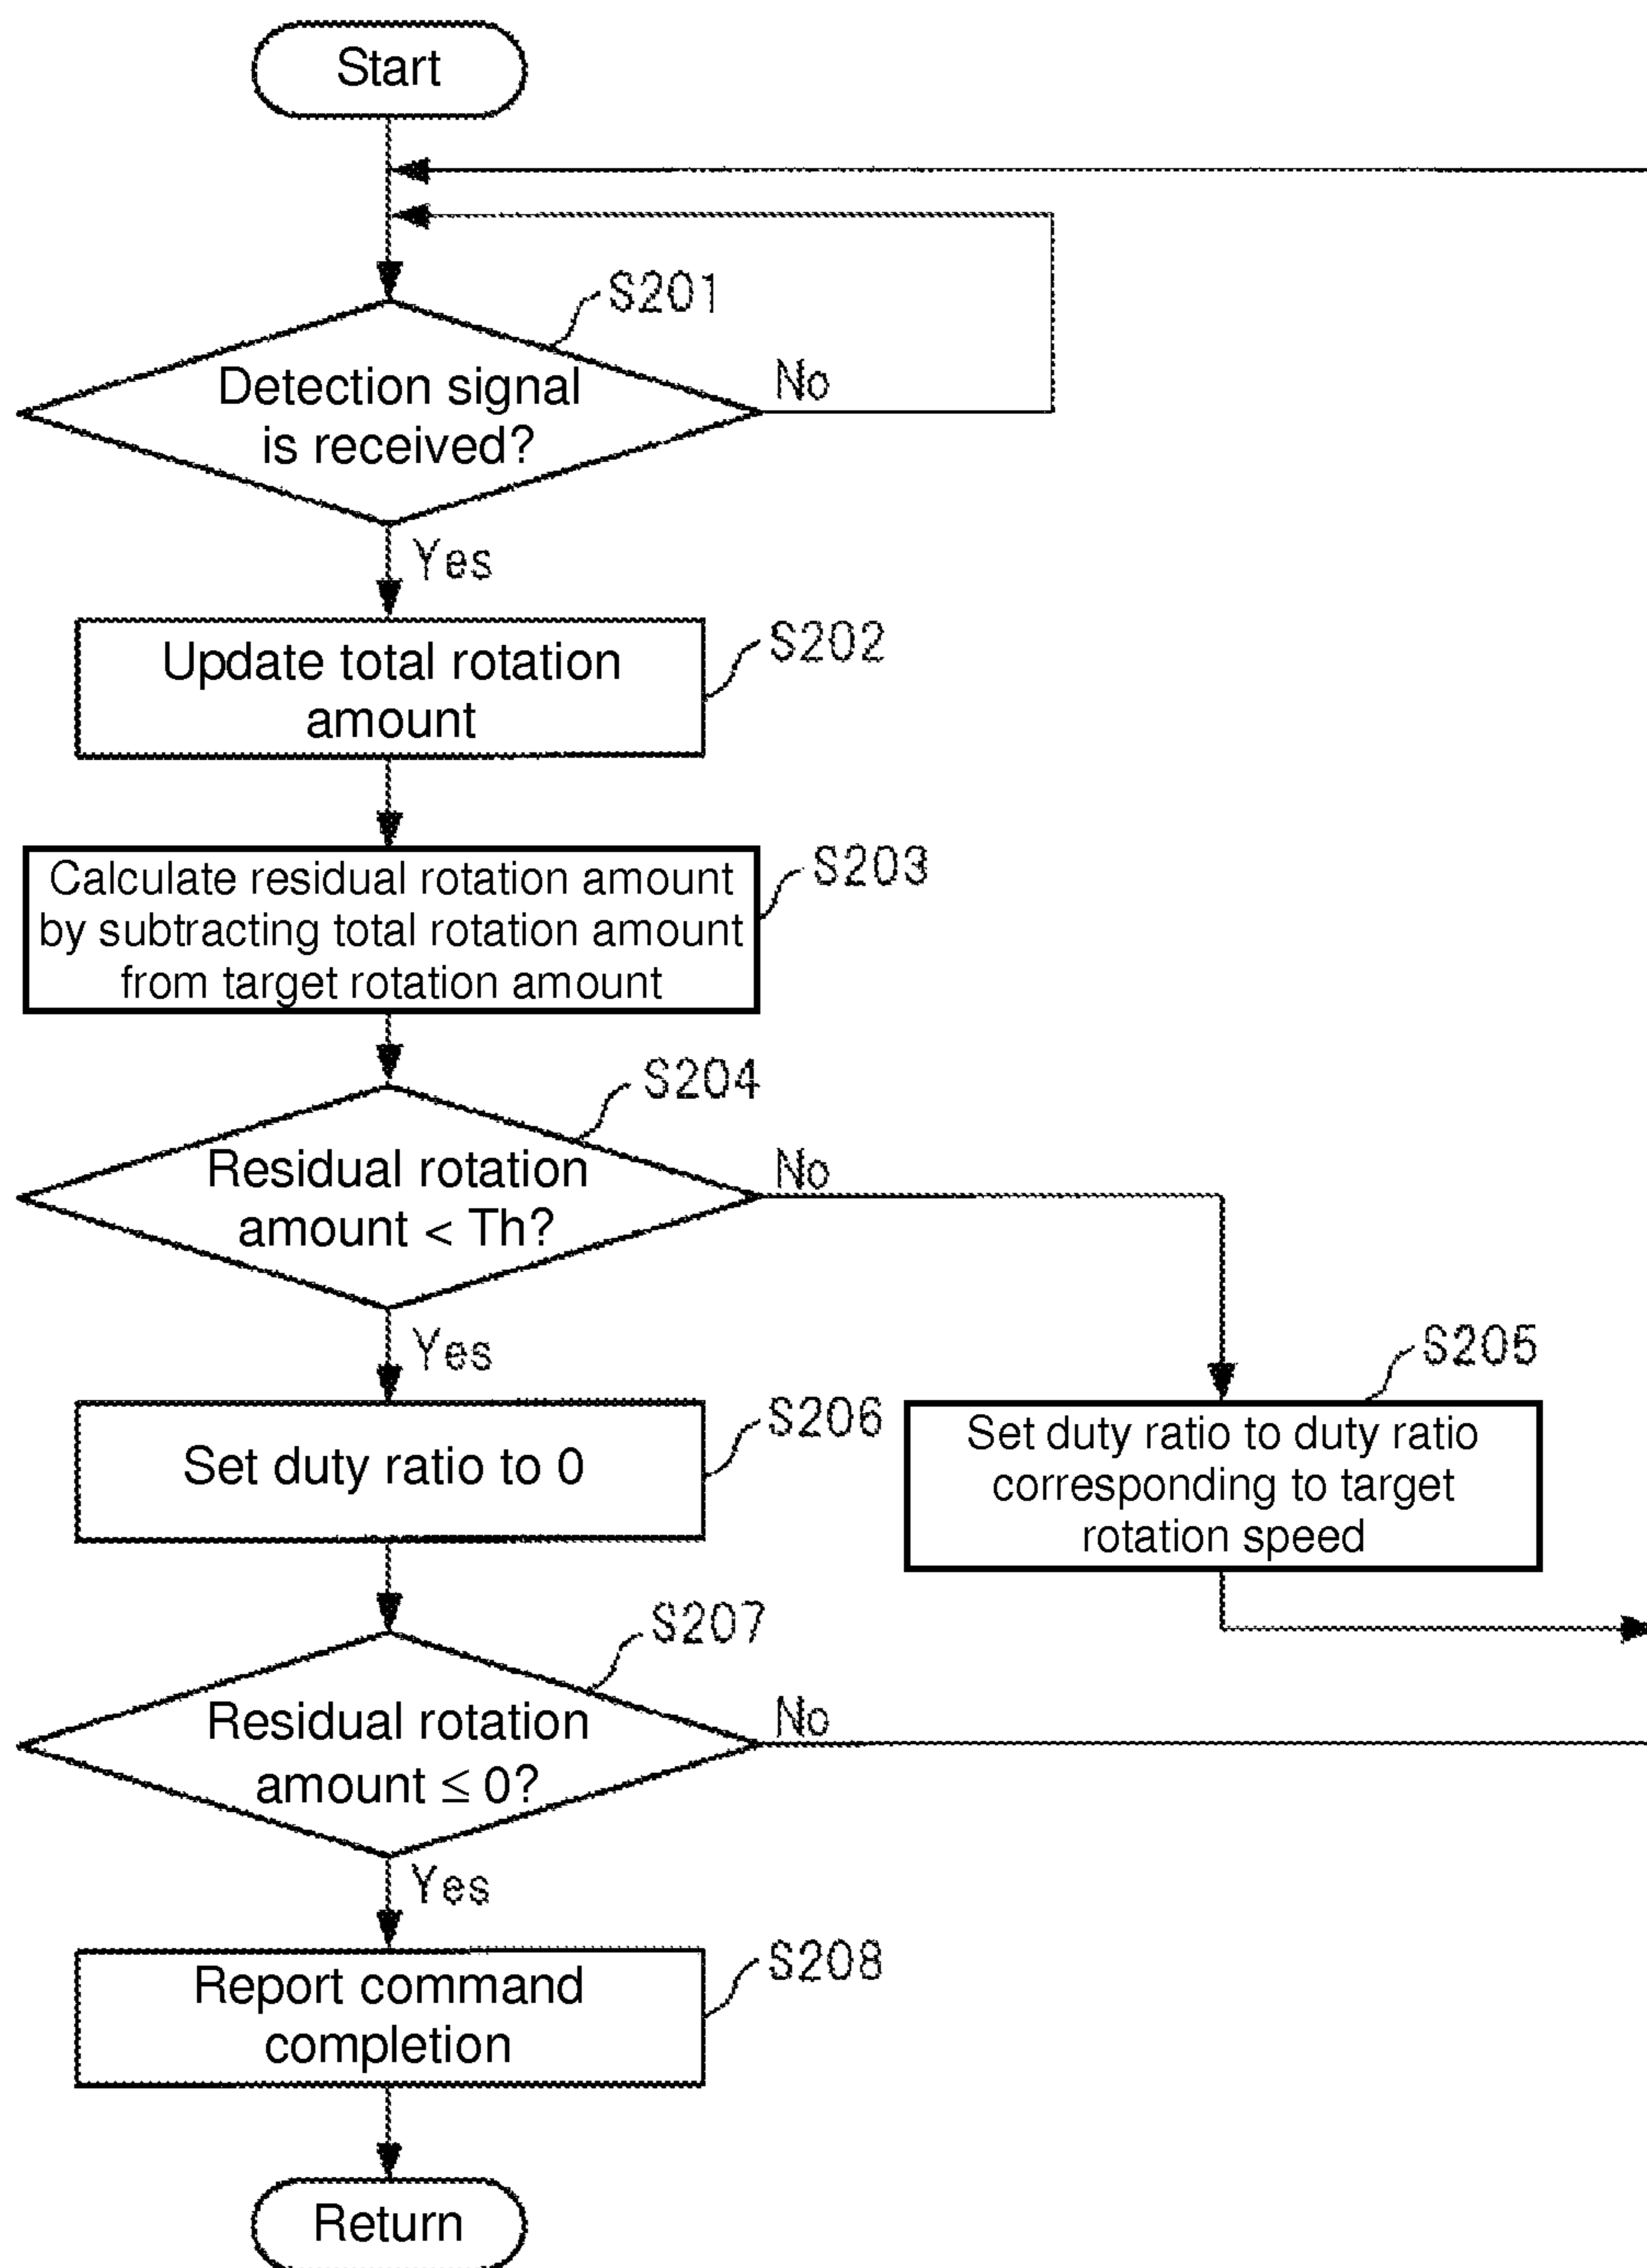 Start
S201
Detection signal
is received?
No
Yes
Update total rotation
amount
S202
Calculate residual rotation amount
by subtracting total rotation amount
from target rotation amount
S203
S204
Residual rotation
amount < Th?
No
Yes
S205
Set duty ratio to 0
S206
Set duty ratio to duty ratio
corresponding to target
rotation speed
S207
Residual rotation
amount ≤ 0?
No
Yes
Report command
completion
S208
Return